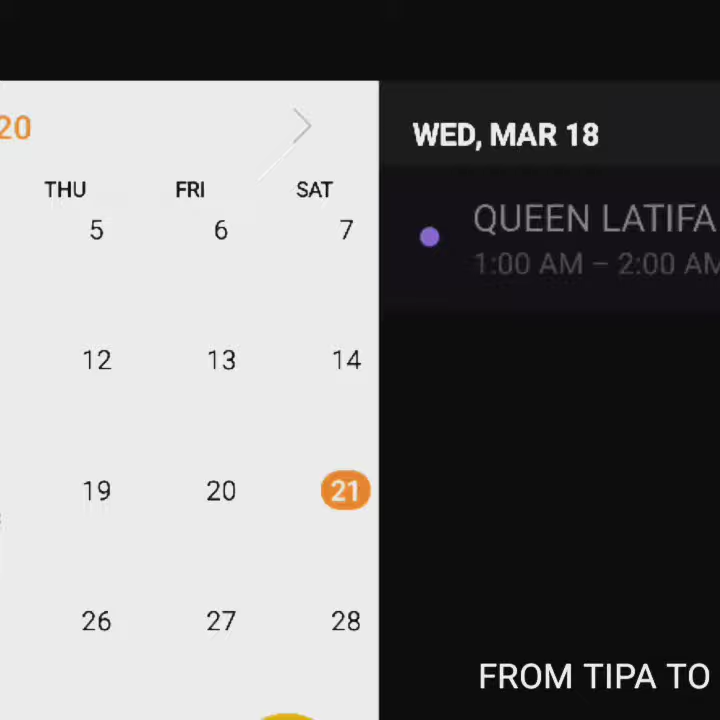 20
THU FRI SAT
5 6 7
12 13 14
19 20 21
26 27 28
WED, MAR 18
QUEEN LATIFA
1:00 AM – 2:00 AM
FROM TIPA TO